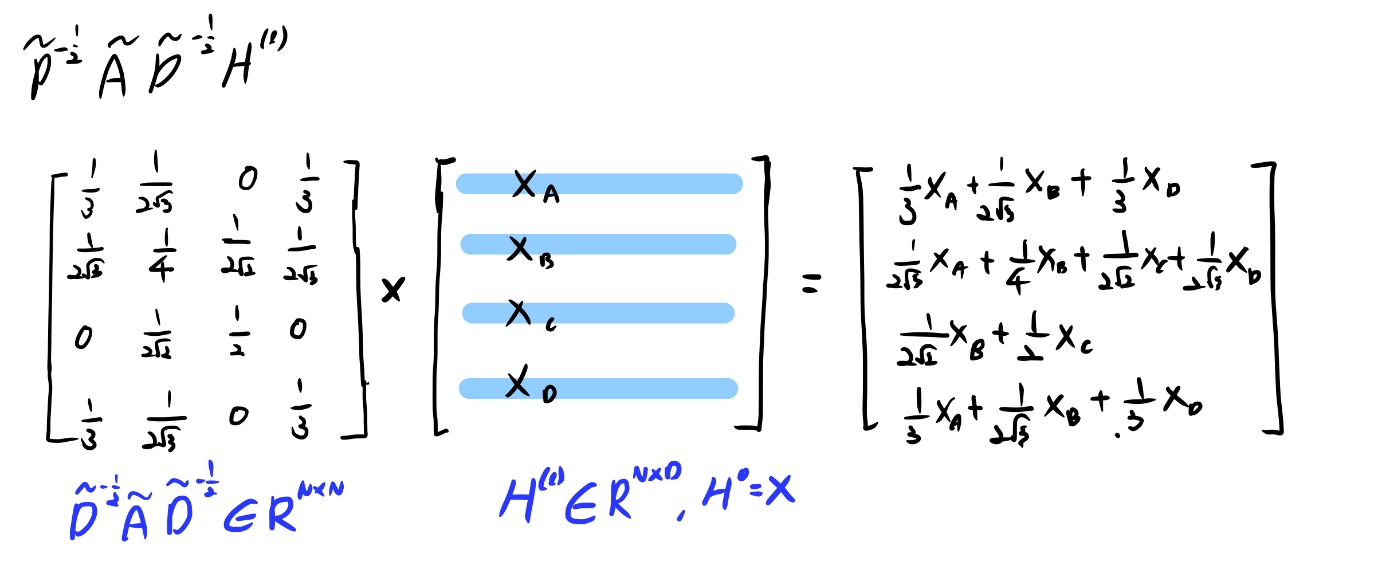 D̃^{-1/2} Ã D̃^{-1/2} H^{(l)}
[ 1/3 1/(2√3) 0 1/3 ] [ X_A ] [ 1/3 X_A + 1/(2√3) X_B + 1/3 X_D ]
[ 1/(2√3) 1/4 1/(2√2) 1/(2√3) ] × [ X_B ] = [ 1/(2√3) X_A + 1/4 X_B + 1/(2√2) X_C + 1/(2√3) X_D ]
[ 0 1/(2√2) 1/2 0 ] [ X_C ] [ 1/(2√2) X_B + 1/2 X_C ]
[ 1/3 1/(2√3) 0 1/3 ] [ X_D ] [ 1/3 X_A + 1/(2√3) X_B + 1/3 X_D ]
D̃^{-1/2} Ã D̃^{-1/2} ∈ R^{N×N} H^{(l)} ∈ R^{N×D}, H^0 = X